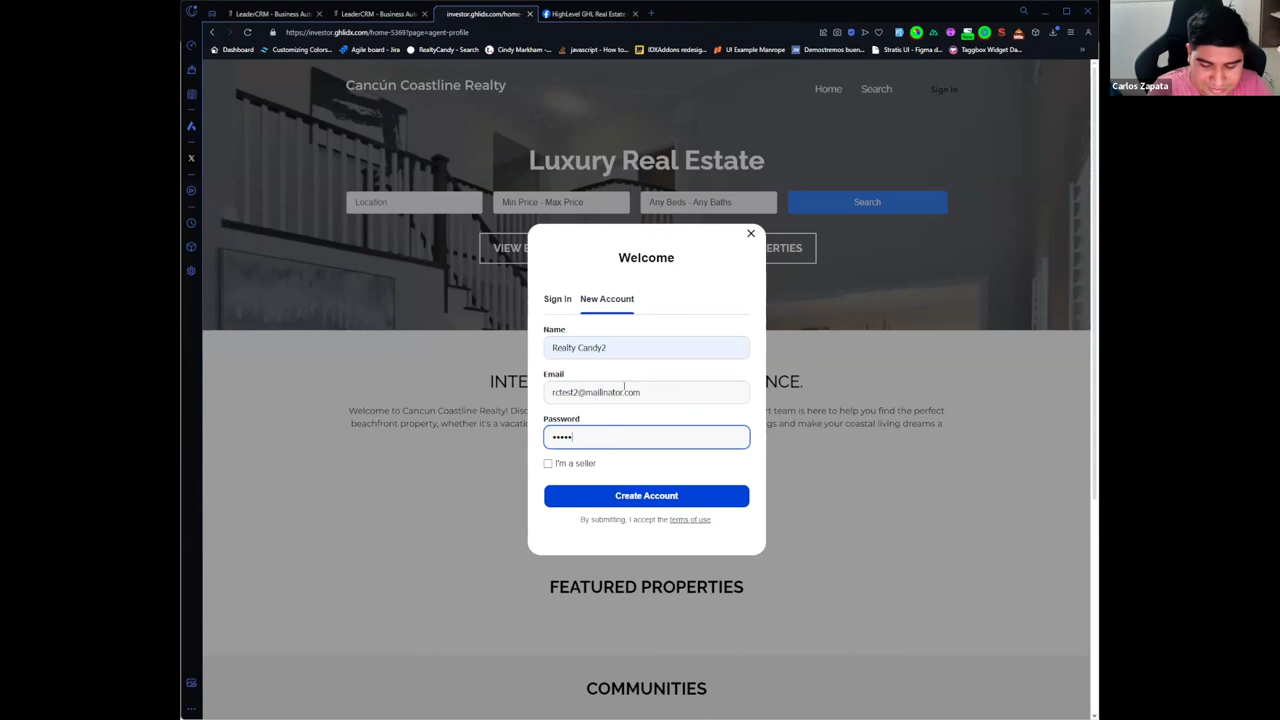 LeaderCRM - Business Aut
LeaderCRM - Business Aut
investor.ghlidx.com/home-
HighLevel GHL Real Estate
https://investor.ghlidx.com/home-5369?page=agent-profile
Dashboard
Customizing Colors...
Agile board - Jira
RealtyCandy - Search
Cindy Markham -...
javascript - How to...
IDXAddons redesig...
UI Example Manrope
Demostremos buen...
Stratis UI - Figma d...
Taggbox Widget Da...
Carlos Zapata
Cancún Coastline Realty
Home
Search
Sign In
Luxury Real Estate
Location
Min Price - Max Price
Any Beds - Any Baths
Search
VIEW
ERTIES
Welcome
Sign In
New Account
Name
Realty Candy2
Email
rctest2@mailinator.com
Password
•••••
I'm a seller
Create Account
By submitting, I accept the terms of use
INTE
NCE.
Welcome to Cancun Coastline Realty! Disc
rt team is here to help you find the perfect
beachfront property, whether it's a vacati
ngs and make your coastal living dreams a
FEATURED PROPERTIES
COMMUNITIES